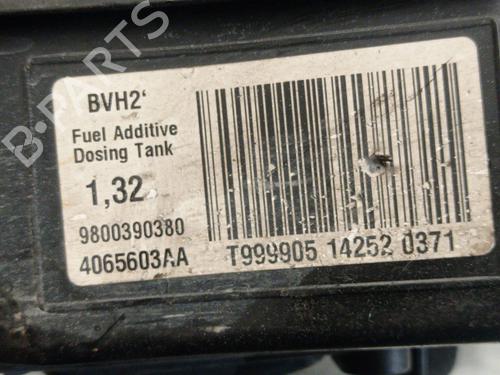 BVH2'
Fuel Additive
Dosing Tank
1,32
9800390380
4065603AA
T999905 14252 0371
B-PARTS